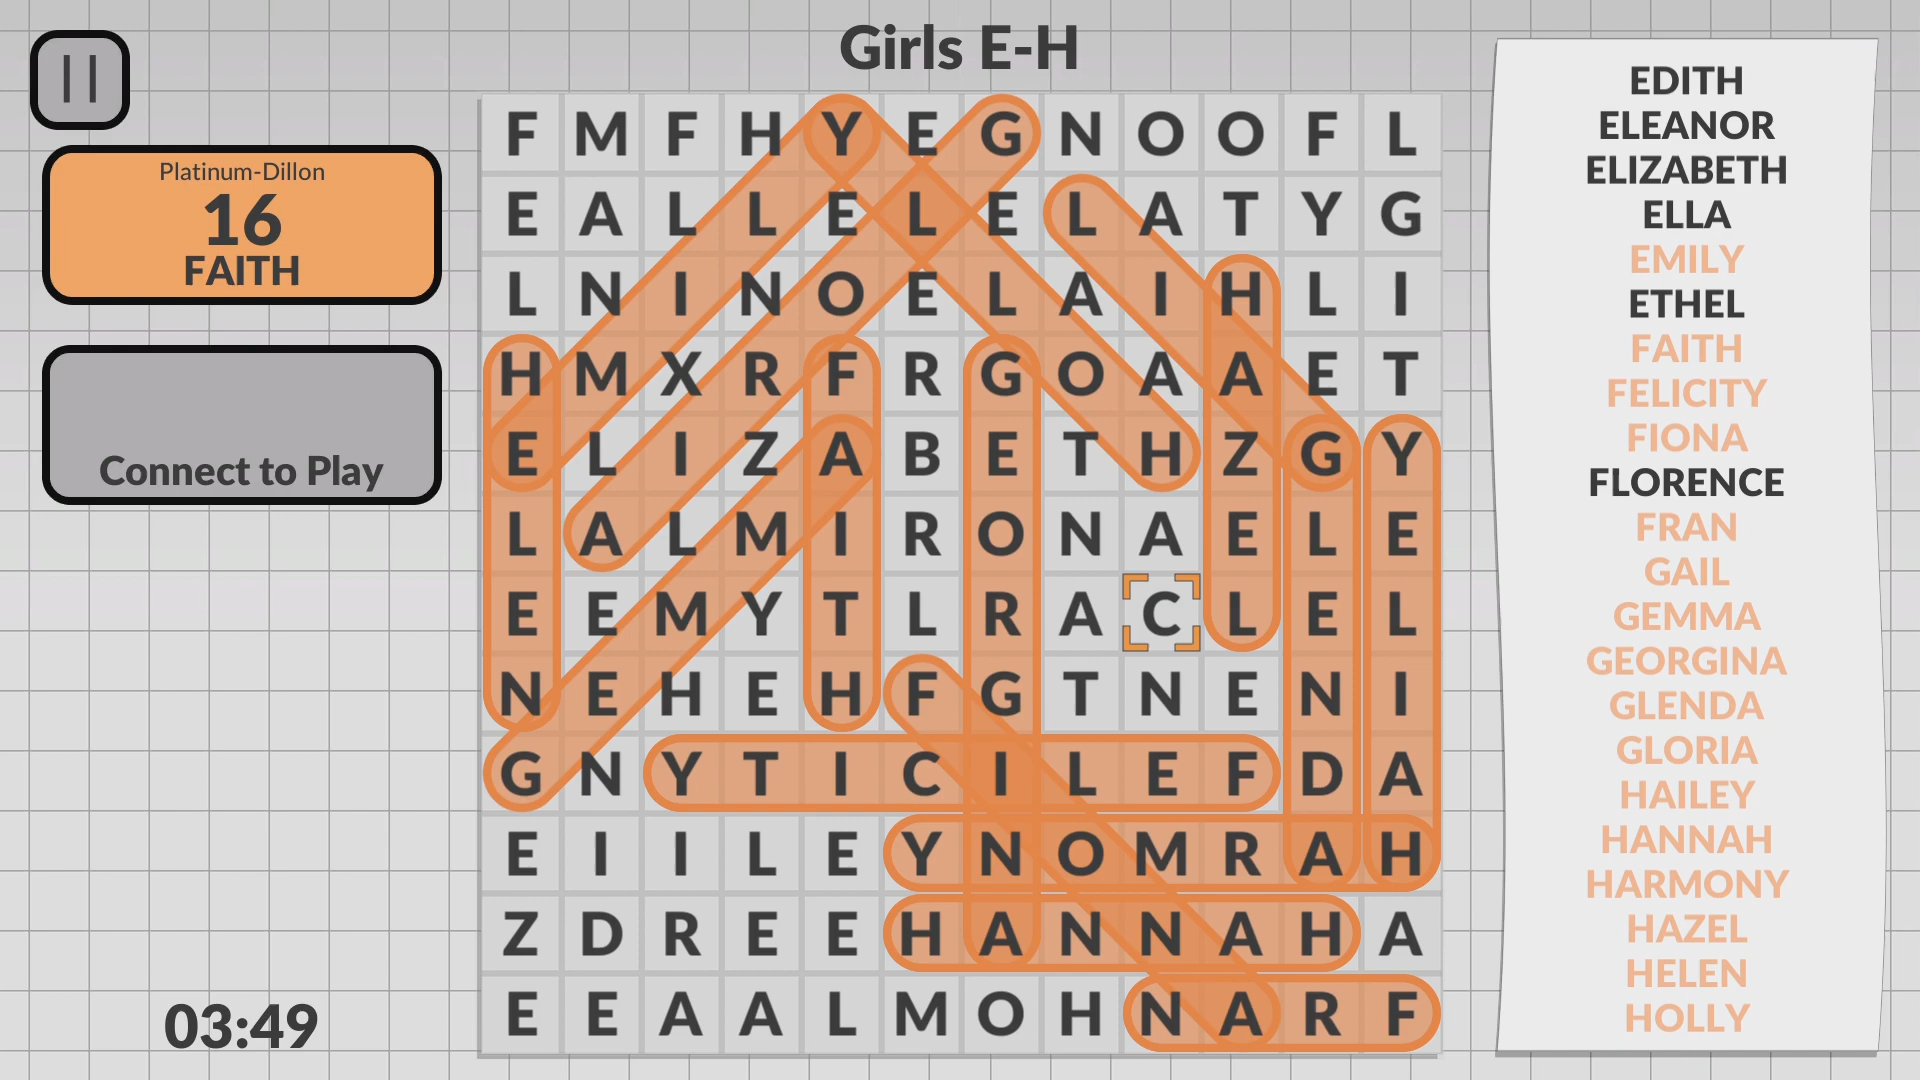 Girls E-H
Platinum-Dillon
16
FAITH
Connect to Play
03:49
F M F H Y E G N O O F L
E A L L E L E L A T Y G
L N I N O E L A I H L I
H M X R F R G O A A E T
E L I Z A B E T H Z G Y
L A L M I R O N A E L E
E E M Y T L R A C L E L
N E H E H F G T N E N I
G N Y T I C I L E F D A
E I I L E Y N O M R A H
Z D R E E H A N N A H A
E E A A L M O H N A R F
EDITH
ELEANOR
ELIZABETH
ELLA
EMILY
ETHEL
FAITH
FELICITY
FIONA
FLORENCE
FRAN
GAIL
GEMMA
GEORGINA
GLENDA
GLORIA
HAILEY
HANNAH
HARMONY
HAZEL
HELEN
HOLLY